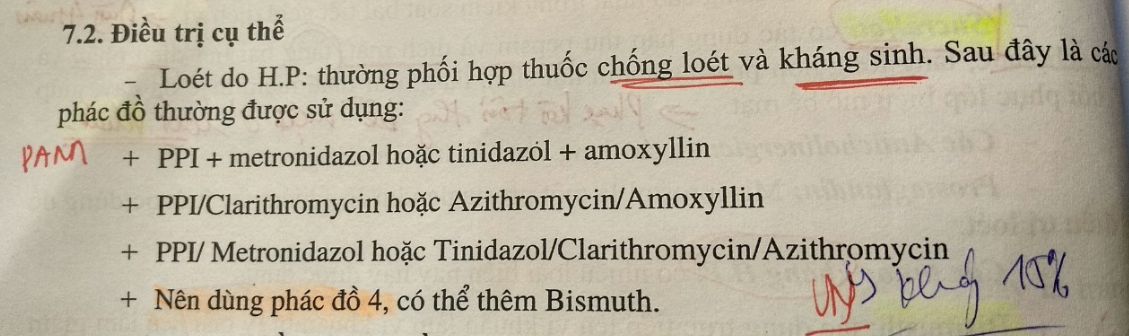 7.2. Điều trị cụ thể
– Loét do H.P: thường phối hợp thuốc chống loét và kháng sinh. Sau đây là các
phác đồ thường được sử dụng:
PAM + PPI + metronidazol hoặc tinidazol + amoxyllin
+ PPI/Clarithromycin hoặc Azithromycin/Amoxyllin
+ PPI/ Metronidazol hoặc Tinidazol/Clarithromycin/Azithromycin
+ Nên dùng phác đồ 4, có thể thêm Bismuth.
15%